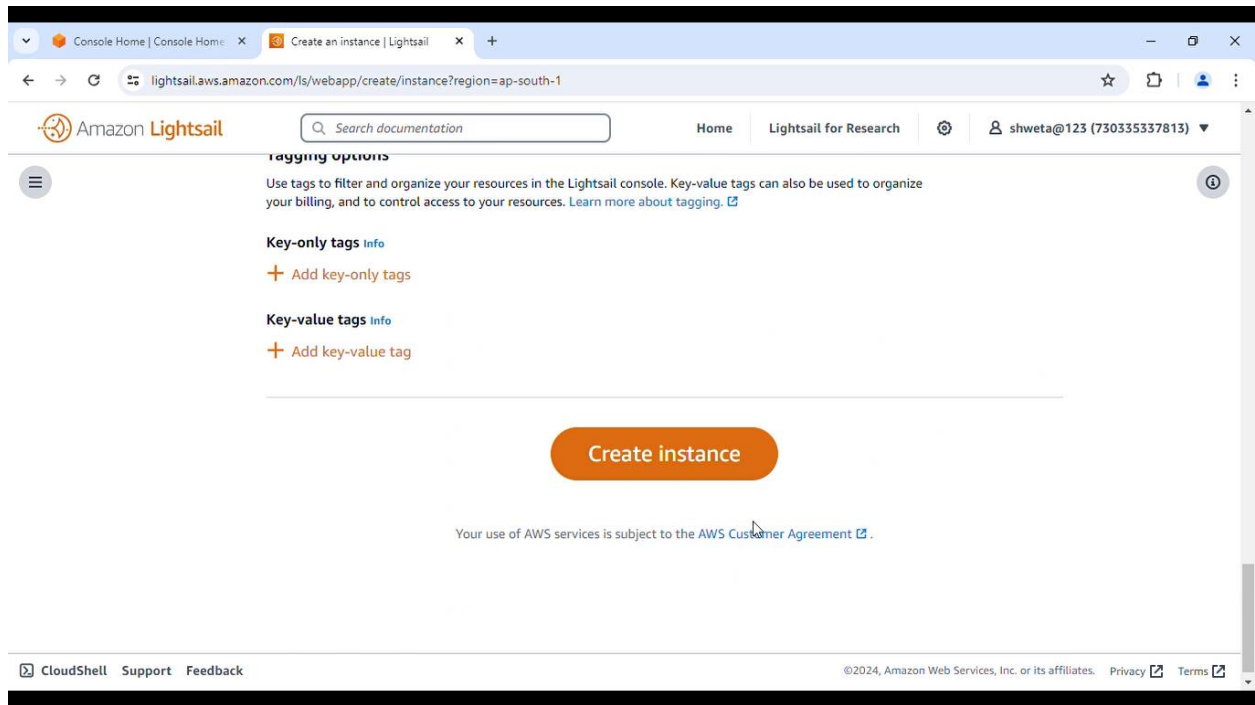 Console Home | Console Home
Create an instance | Lightsail
lightsail.aws.amazon.com/ls/webapp/create/instance?region=ap-south-1
Amazon Lightsail
Search documentation
Home
Lightsail for Research
shweta@123 (730335337813)
Tagging options
Use tags to filter and organize your resources in the Lightsail console. Key-value tags can also be used to organize
your billing, and to control access to your resources. Learn more about tagging.
Key-only tags Info
+ Add key-only tags
Key-value tags Info
+ Add key-value tag
Create instance
Your use of AWS services is subject to the AWS Customer Agreement .
CloudShell Support Feedback
©2024, Amazon Web Services, Inc. or its affiliates. Privacy Terms